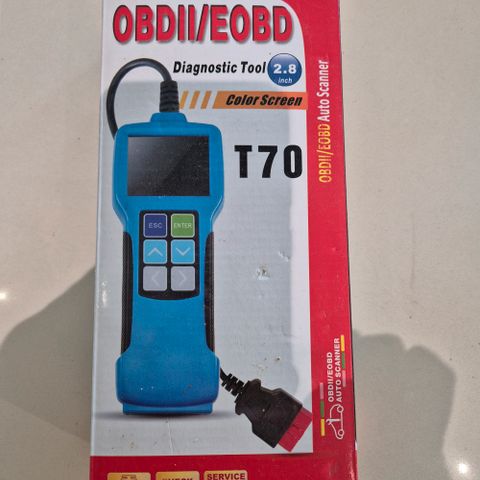 OBDII/EOBD
Diagnostic Tool
2.8
inch
Color Screen
T70
ESC
ENTER
OBDII/EOBD Auto Scanner
OBDII/EOBD
AUTO SCANNER
SERVICE